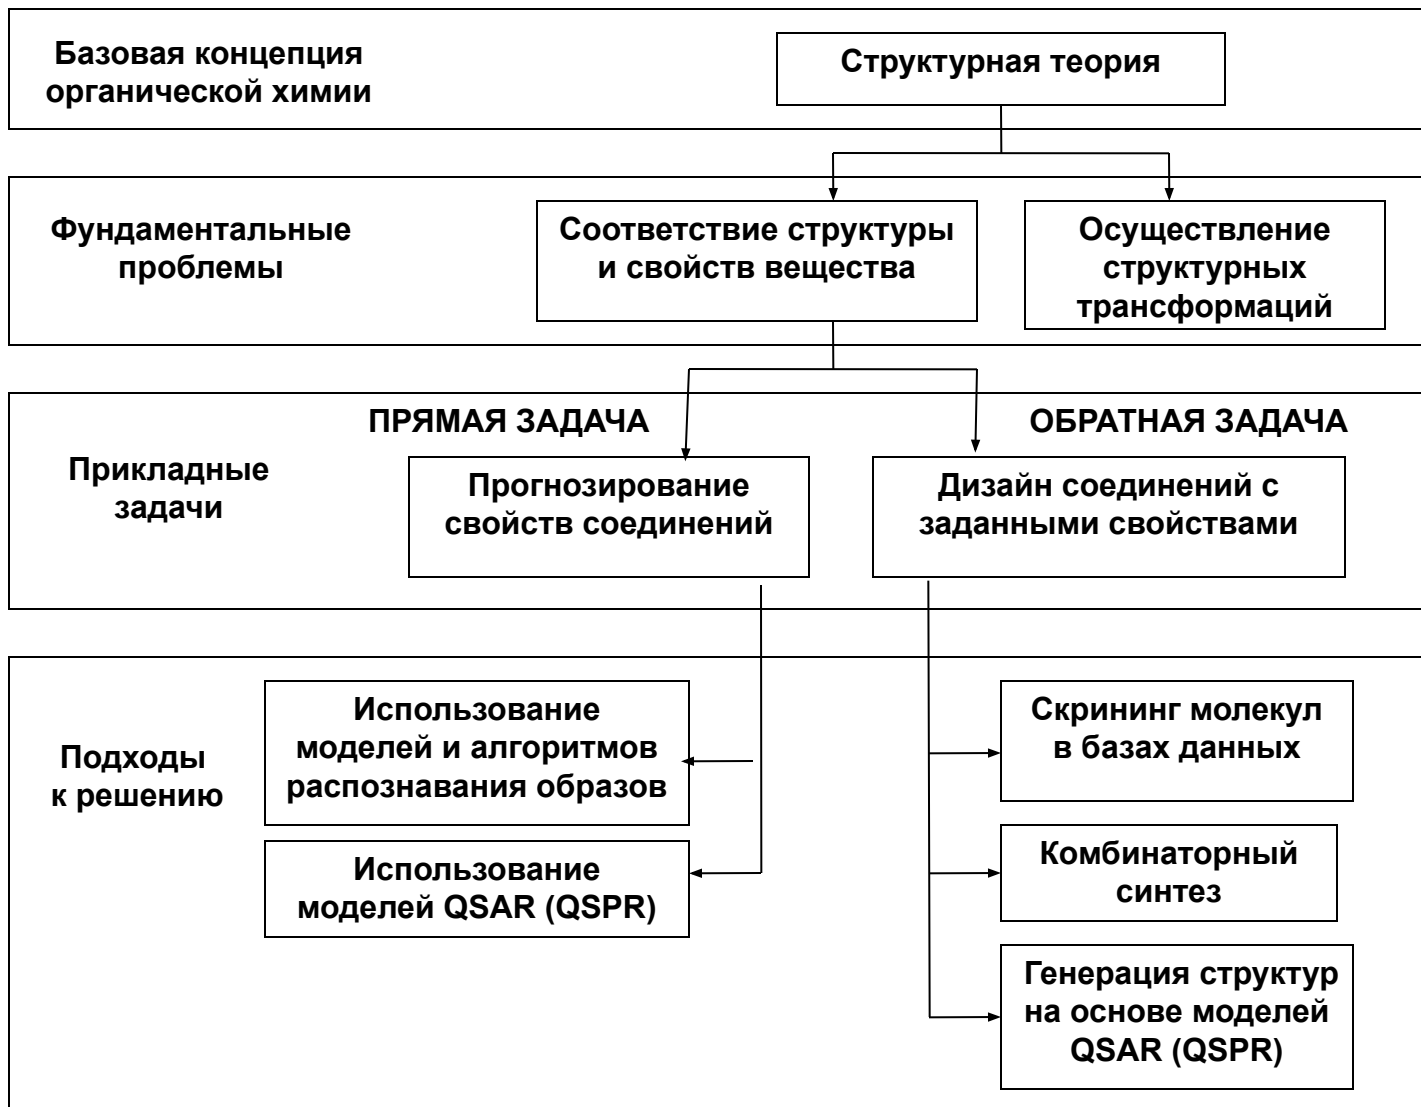 Базовая концепция
органической химии
Структурная теория
Фундаментальные
проблемы
Соответствие структуры
и свойств вещества
Осуществление
структурных
трансформаций
ПРЯМАЯ ЗАДАЧА
ОБРАТНАЯ ЗАДАЧА
Прикладные
задачи
Прогнозирование
свойств соединений
Дизайн соединений с
заданными свойствами
Подходы
к решению
Использование
моделей и алгоритмов
распознавания образов
Использование
моделей QSAR (QSPR)
Скрининг молекул
в базах данных
Комбинаторный
синтез
Генерация структур
на основе моделей
QSAR (QSPR)